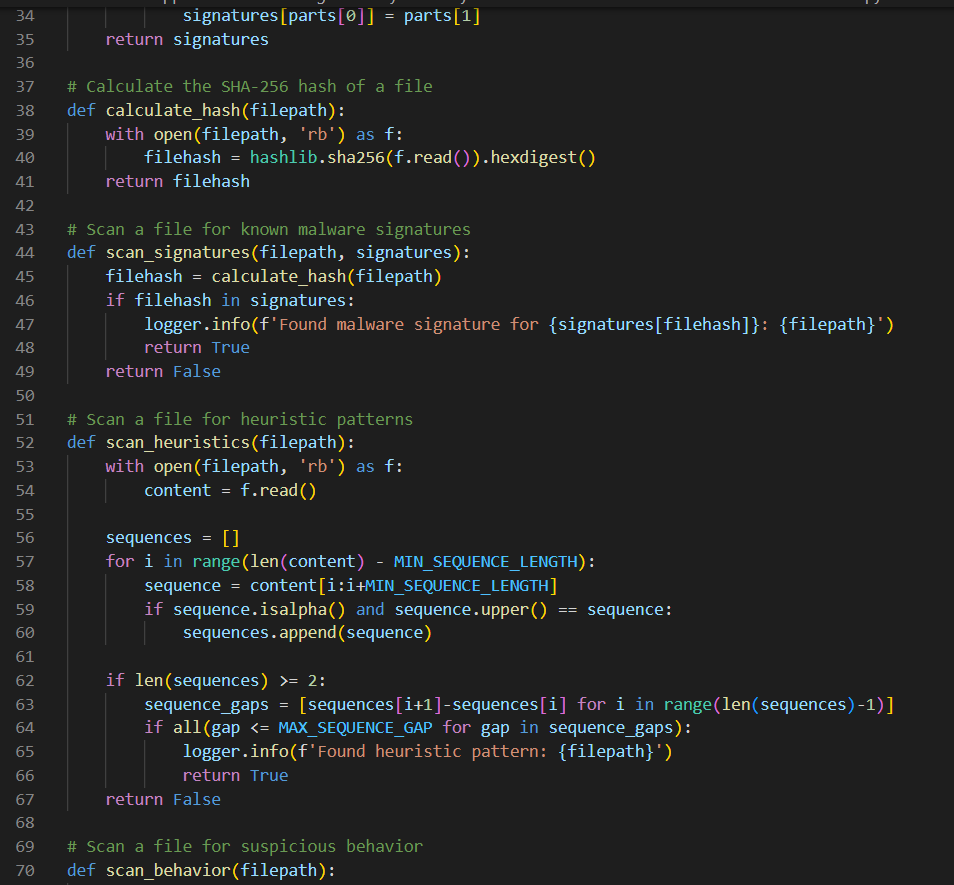 34 signatures[parts[0]] = parts[1]
35 return signatures
36
37 # Calculate the SHA-256 hash of a file
38 def calculate_hash(filepath):
39 with open(filepath, 'rb') as f:
40 filehash = hashlib.sha256(f.read()).hexdigest()
41 return filehash
42
43 # Scan a file for known malware signatures
44 def scan_signatures(filepath, signatures):
45 filehash = calculate_hash(filepath)
46 if filehash in signatures:
47 logger.info(f'Found malware signature for {signatures[filehash]}: {filepath}')
48 return True
49 return False
50
51 # Scan a file for heuristic patterns
52 def scan_heuristics(filepath):
53 with open(filepath, 'rb') as f:
54 content = f.read()
55
56 sequences = []
57 for i in range(len(content) - MIN_SEQUENCE_LENGTH):
58 sequence = content[i:i+MIN_SEQUENCE_LENGTH]
59 if sequence.isalpha() and sequence.upper() == sequence:
60 sequences.append(sequence)
61
62 if len(sequences) >= 2:
63 sequence_gaps = [sequences[i+1]-sequences[i] for i in range(len(sequences)-1)]
64 if all(gap <= MAX_SEQUENCE_GAP for gap in sequence_gaps):
65 logger.info(f'Found heuristic pattern: {filepath}')
66 return True
67 return False
68
69 # Scan a file for suspicious behavior
70 def scan_behavior(filepath):